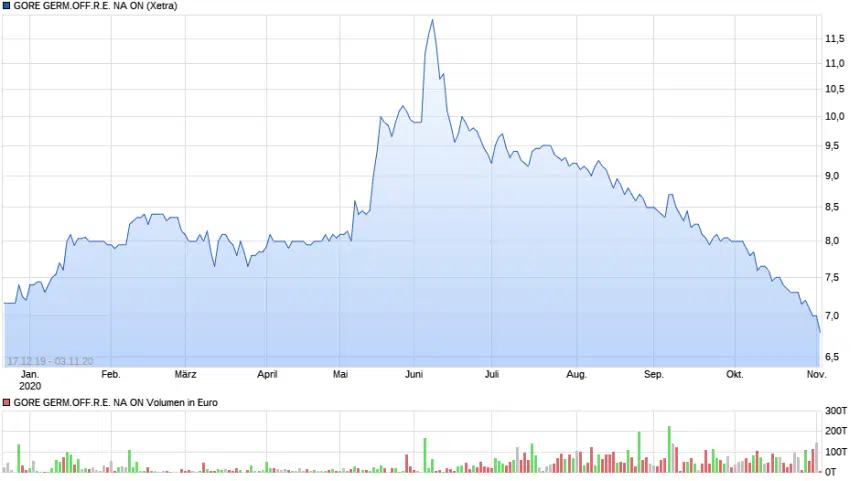 GORE GERM.OFF.R.E. NA ON (Xetra)
11,5
11,0
10,5
10,0
9,5
9,0
8,5
8,0
7,5
7,0
6,5
17.12.19 - 03.11.20
Jan. Feb. März April Mai Juni Juli Aug. Sep. Okt. Nov.
2020
GORE GERM.OFF.R.E. NA ON Volumen in Euro
300T
200T
100T
0T